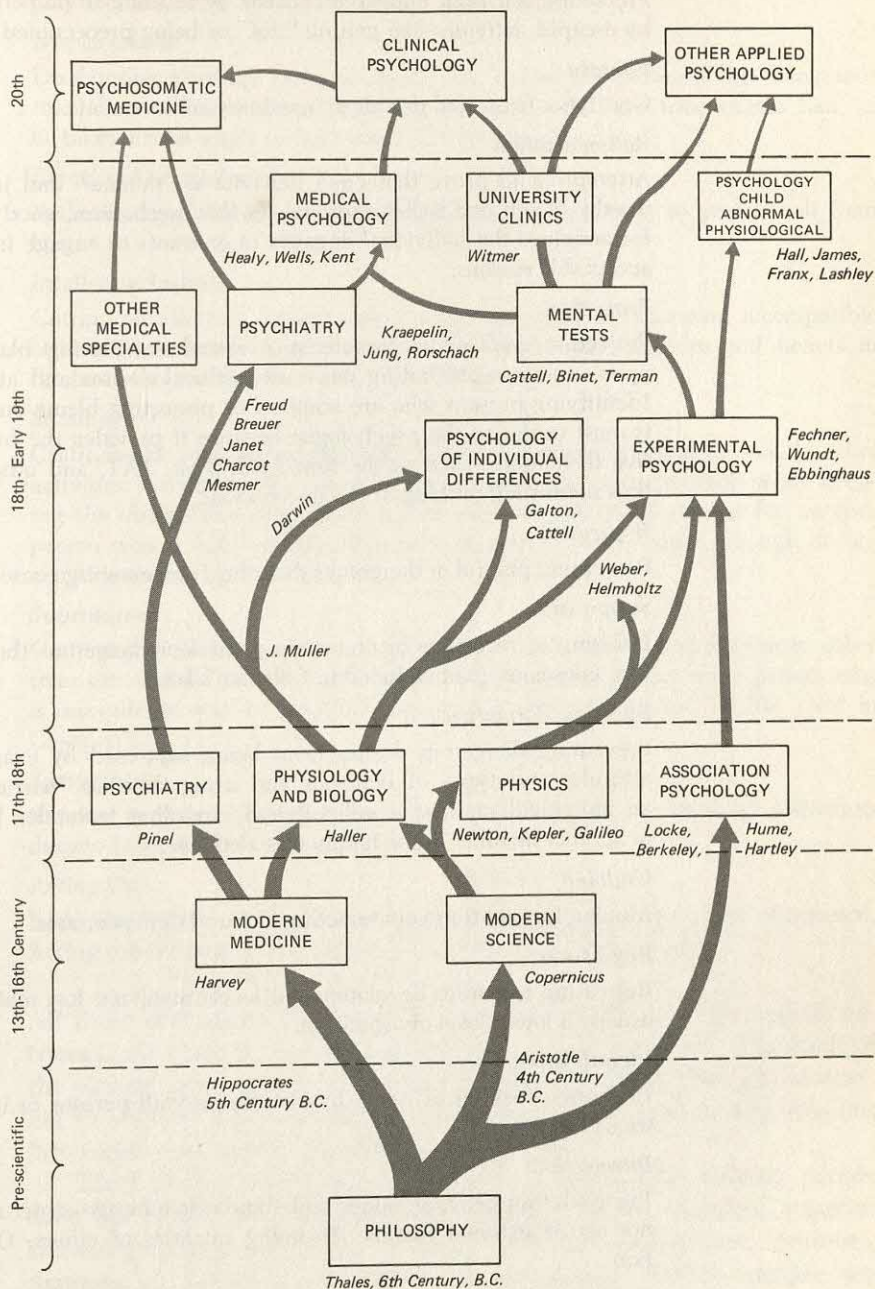 20th
CLINICAL
PSYCHOLOGY
OTHER APPLIED
PSYCHOLOGY
PSYCHOSOMATIC
MEDICINE
18th - Early 19th
MEDICAL
PSYCHOLOGY
Healy, Wells, Kent
UNIVERSITY
CLINICS
Witmer
PSYCHOLOGY
CHILD
ABNORMAL
PHYSIOLOGICAL
Hall, James,
Franx, Lashley
OTHER
MEDICAL
SPECIALTIES
PSYCHIATRY
Kraepelin,
Jung, Rorschach
MENTAL
TESTS
Cattell, Binet, Terman
Freud
Breuer
Janet
Charcot
Mesmer
Darwin
PSYCHOLOGY
OF INDIVIDUAL
DIFFERENCES
Galton,
Cattell
EXPERIMENTAL
PSYCHOLOGY
Fechner,
Wundt,
Ebbinghaus
Weber,
Helmholtz
J. Muller
17th-18th
PSYCHIATRY
Pinel
PHYSIOLOGY
AND BIOLOGY
Haller
PHYSICS
Newton, Kepler, Galileo
ASSOCIATION
PSYCHOLOGY
Locke,
Berkeley,
Hume,
Hartley
13th-16th Century
MODERN
MEDICINE
Harvey
MODERN
SCIENCE
Copernicus
Pre-scientific
Hippocrates
5th Century B.C.
Aristotle
4th Century
B.C.
PHILOSOPHY
Thales, 6th Century, B.C.